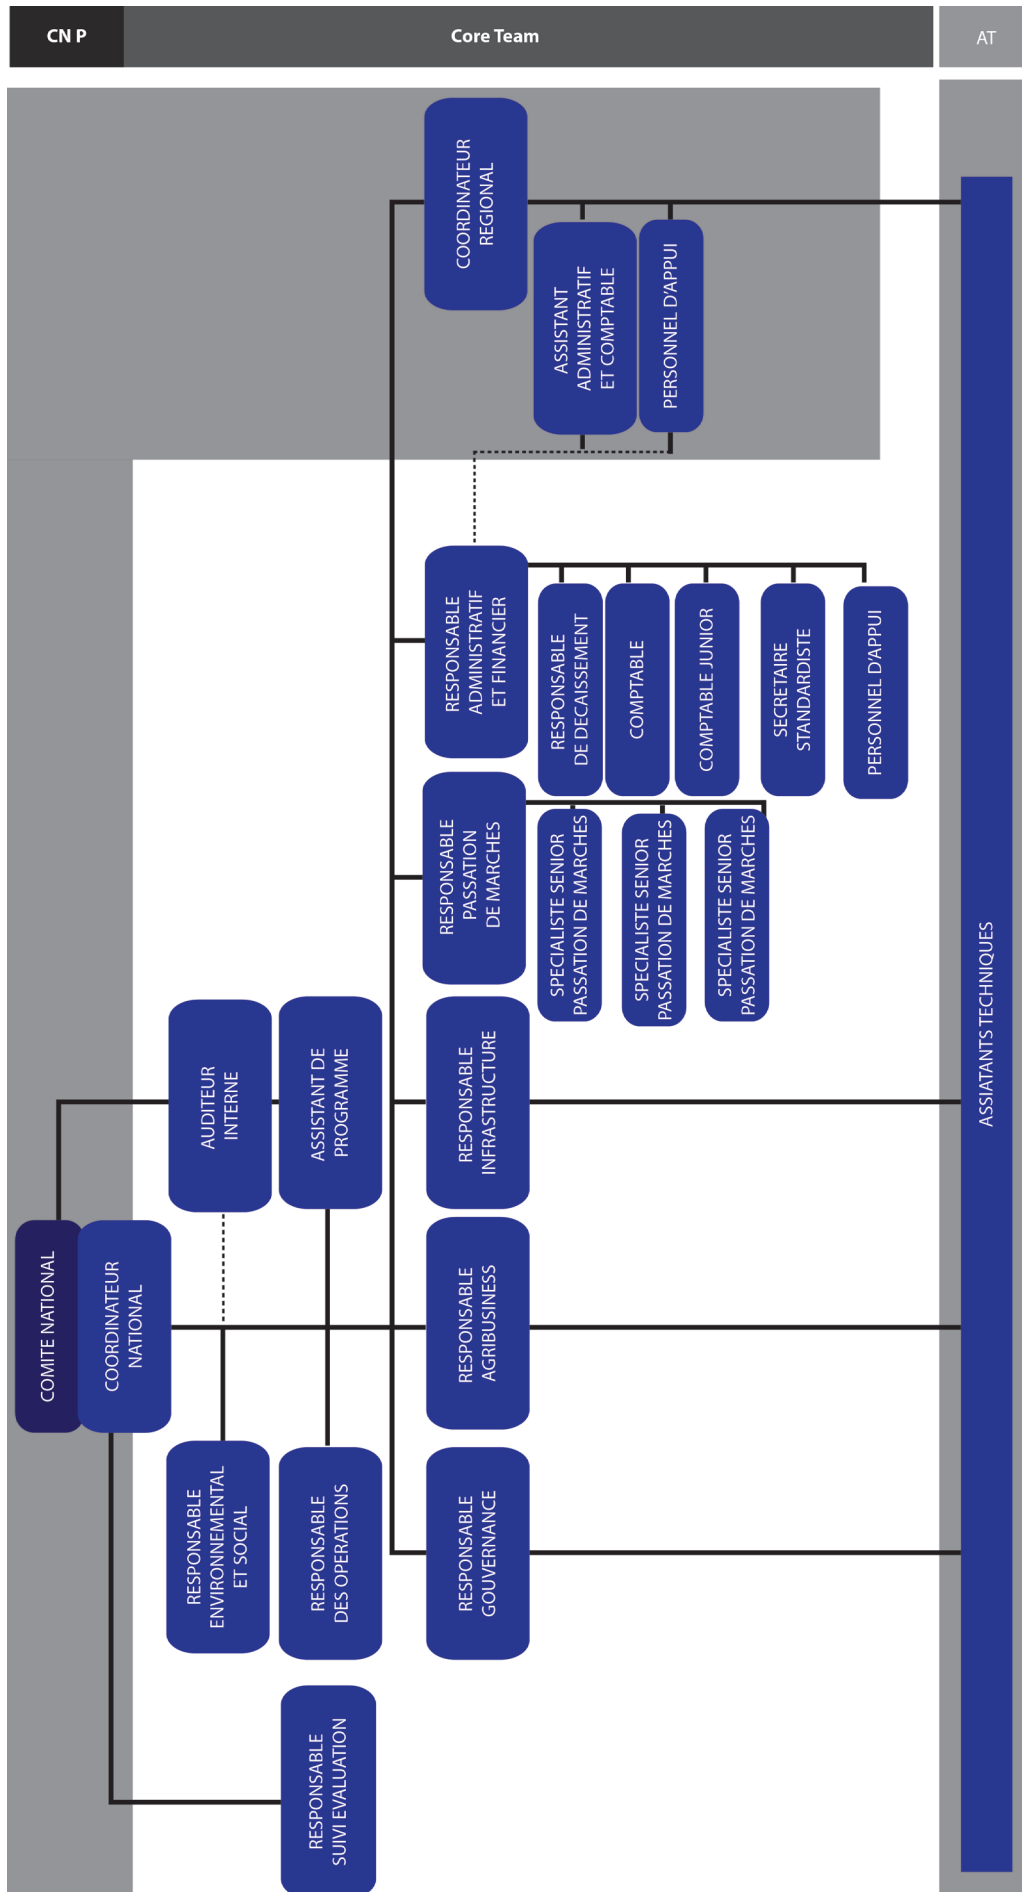 CN P
Core Team
AT
COMITE NATIONAL
COORDINATEUR
NATIONAL
AUDITEUR
INTERNE
RESPONSABLE
ENVIRONNEMENTAL
ET SOCIAL
ASSISTANT DE
PROGRAMME
RESPONSABLE
DES OPERATIONS
RESPONSABLE
SUIVI EVALUATION
RESPONSABLE
GOUVERNANCE
RESPONSABLE
AGRIBUSINESS
RESPONSABLE
INFRASTRUCTURE
RESPONSABLE
PASSATION
DE MARCHES
SPECIALISTE SENIOR
PASSATION DE MARCHES
SPECIALISTE SENIOR
PASSATION DE MARCHES
SPECIALISTE SENIOR
PASSATION DE MARCHES
RESPONSABLE
ADMINISTRATIF
ET FINANCIER
RESPONSABLE
DE DECAISSEMENT
COMPTABLE
COMPTABLE JUNIOR
SECRETAIRE
STANDARDISTE
PERSONNEL D'APPUI
COORDINATEUR
REGIONAL
ASSISTANT
ADMINISTRATIF
ET COMPTABLE
PERSONNEL D'APPUI
ASSIATANTS TECHNIQUES